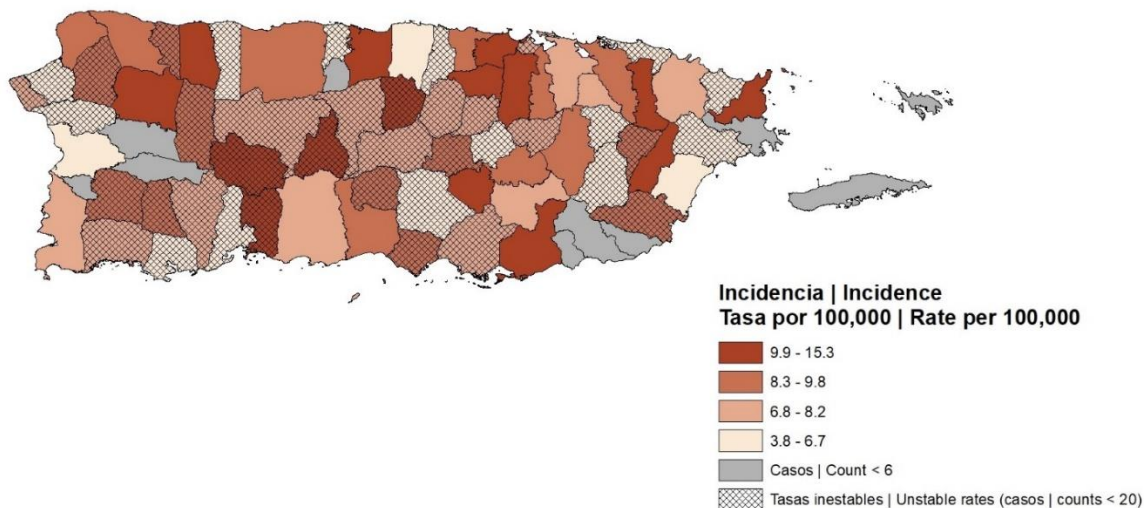 Incidencia | Incidence
Tasa por 100,000 | Rate per 100,000
9.9 - 15.3
8.3 - 9.8
6.8 - 8.2
3.8 - 6.7
Casos | Count < 6
Tasas inestables | Unstable rates (casos | counts < 20)